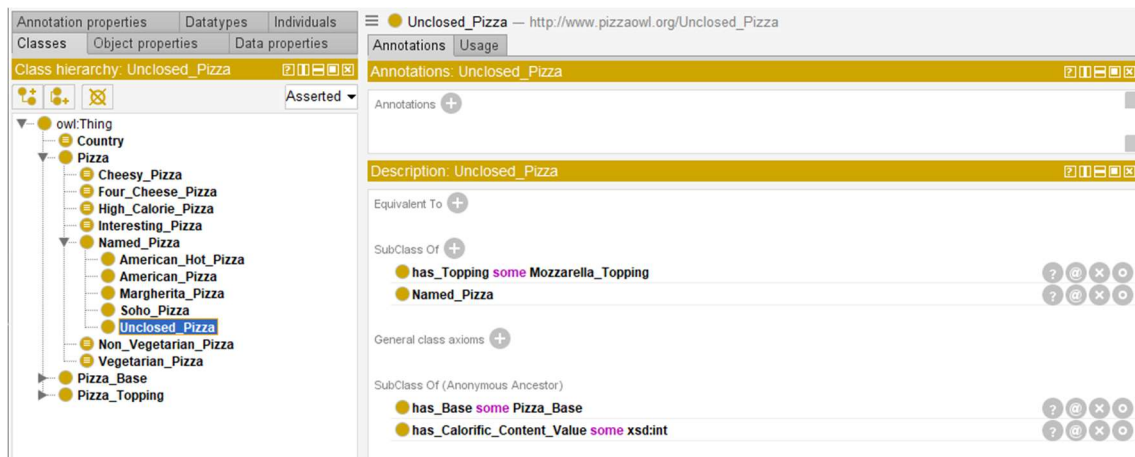 Annotation properties Datatypes Individuals
Classes Object properties Data properties
Class hierarchy: Unclosed_Pizza
Asserted
owl:Thing
Country
Pizza
Cheesy_Pizza
Four_Cheese_Pizza
High_Calorie_Pizza
Interesting_Pizza
Named_Pizza
American_Hot_Pizza
American_Pizza
Margherita_Pizza
Soho_Pizza
Unclosed_Pizza
Non_Vegetarian_Pizza
Vegetarian_Pizza
Pizza_Base
Pizza_Topping
Unclosed_Pizza — http://www.pizzaowl.org/Unclosed_Pizza
Annotations Usage
Annotations: Unclosed_Pizza
Annotations
Description: Unclosed_Pizza
Equivalent To
SubClass Of
has_Topping some Mozzarella_Topping
Named_Pizza
General class axioms
SubClass Of (Anonymous Ancestor)
has_Base some Pizza_Base
has_Calorific_Content_Value some xsd:int